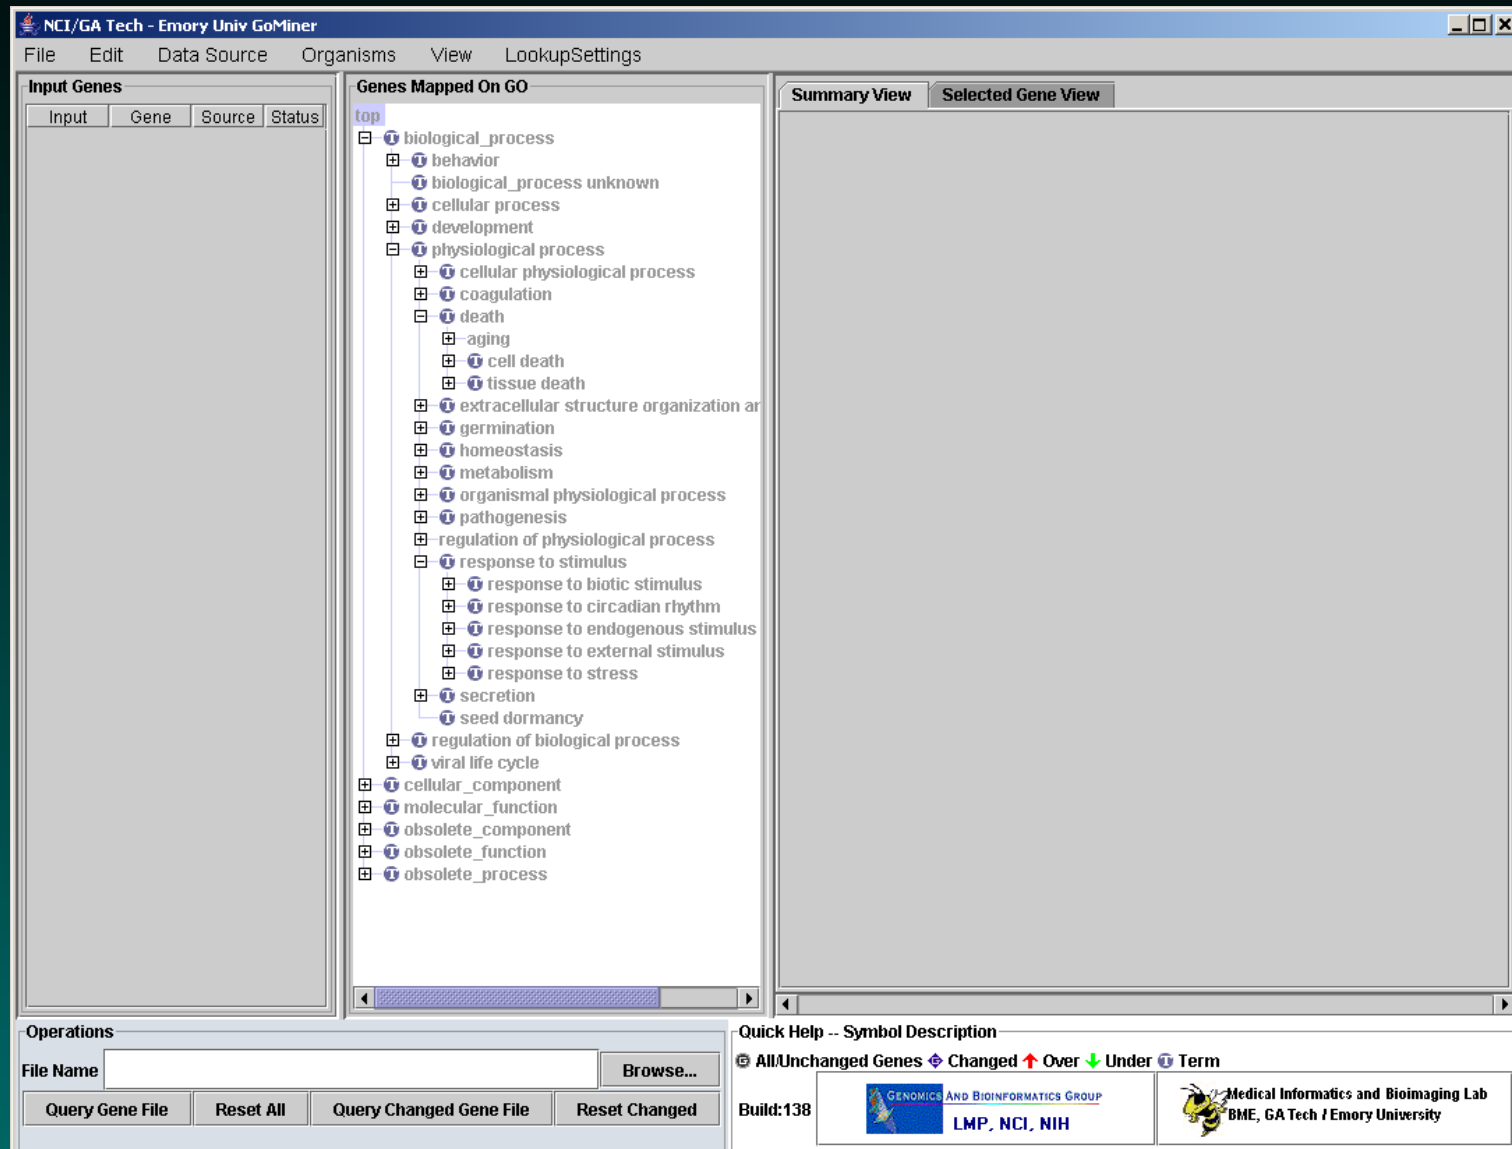 NCI/GA Tech - Emory Univ GoMiner
File Edit Data Source Organisms View LookupSettings
Input Genes
Input Gene Source Status
Genes Mapped On GO
top
biological_process
behavior
biological_process unknown
cellular process
development
physiological process
cellular physiological process
coagulation
death
aging
cell death
tissue death
extracellular structure organization ar
germination
homeostasis
metabolism
organismal physiological process
pathogenesis
regulation of physiological process
response to stimulus
response to biotic stimulus
response to circadian rhythm
response to endogenous stimulus
response to external stimulus
response to stress
secretion
seed dormancy
regulation of biological process
viral life cycle
cellular_component
molecular_function
obsolete_component
obsolete_function
obsolete_process
Summary View Selected Gene View
Operations
File Name Browse...
Query Gene File Reset All Query Changed Gene File Reset Changed
Quick Help -- Symbol Description
G All/Unchanged Genes G Changed Over Under T Term
Build:138
GENOMICS AND BIOINFORMATICS GROUP
LMP, NCI, NIH
Medical Informatics and Bioimaging Lab
BME, GA Tech / Emory University